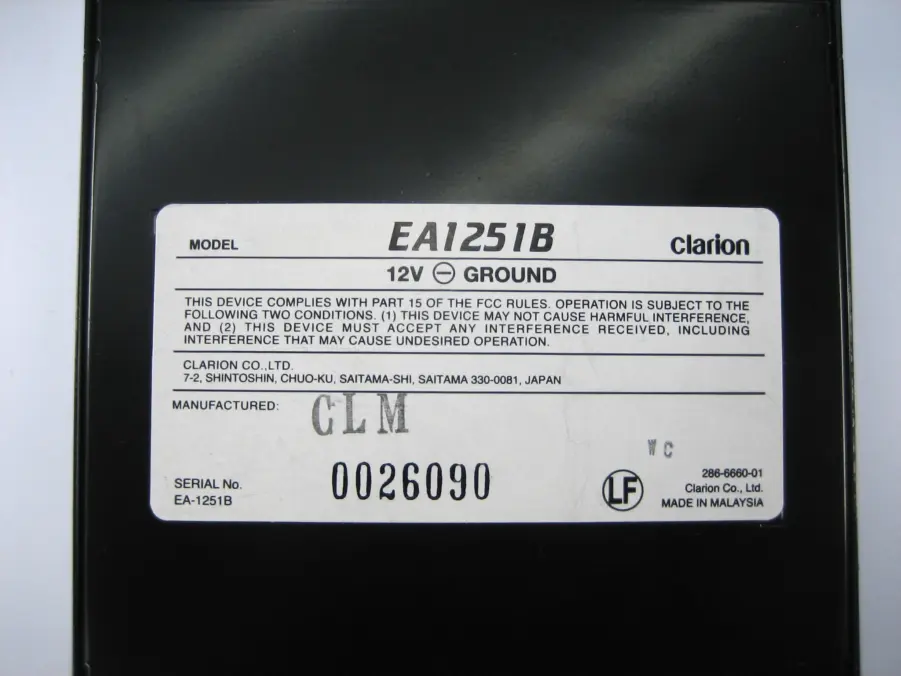 MODEL EA1251B clarion
12V ⊖ GROUND
THIS DEVICE COMPLIES WITH PART 15 OF THE FCC RULES. OPERATION IS SUBJECT TO THE
FOLLOWING TWO CONDITIONS. (1) THIS DEVICE MAY NOT CAUSE HARMFUL INTERFERENCE,
AND (2) THIS DEVICE MUST ACCEPT ANY INTERFERENCE RECEIVED, INCLUDING
INTERFERENCE THAT MAY CAUSE UNDESIRED OPERATION.
CLARION CO.,LTD.
7-2, SHINTOSHIN, CHUO-KU, SAITAMA-SHI, SAITAMA 330-0081, JAPAN
MANUFACTURED: CLM
W C
SERIAL No. 0026090
EA-1251B
LF
286-6660-01
Clarion Co., Ltd.
MADE IN MALAYSIA